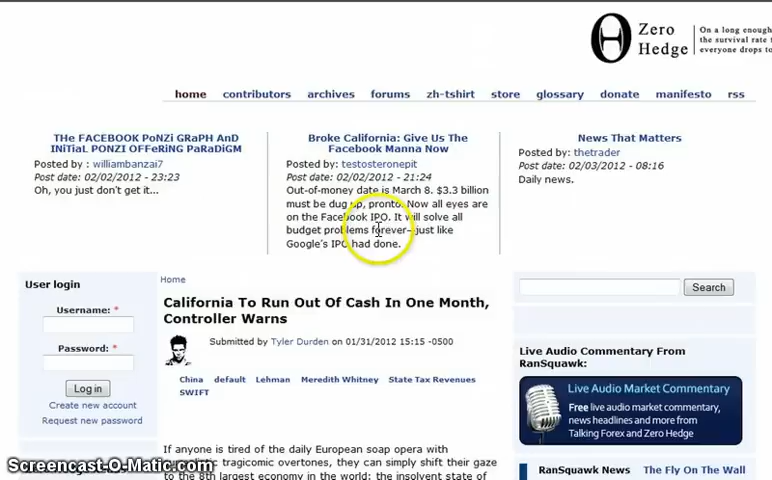 Zero
Hedge
On a long enough
the survival rate
everyone drops to
home contributors archives forums zh-tshirt store glossary donate manifesto rss
THe FACEBOOK PoNZi GRaPH AnD
INiTiaL PONZI OFFeRiNG PaRaDiGM
Posted by : williambanzai7
Post date: 02/02/2012 - 23:23
Oh, you just don't get it...
Broke California: Give Us The
Facebook Manna Now
Posted by: testosteronepit
Post date: 02/02/2012 - 21:24
Out-of-money date is March 8. $3.3 billion
must be dug up, pronto. Now all eyes are
on the Facebook IPO. It will solve all
budget problems forever—just like
Google's IPO had done.
News That Matters
Posted by: thetrader
Post date: 02/03/2012 - 08:16
Daily news.
User login
Username: *
Password: *
Log in
Create new account
Request new password
Home
California To Run Out Of Cash In One Month,
Controller Warns
Submitted by Tyler Durden on 01/31/2012 15:15 -0500
China default Lehman Meredith Whitney State Tax Revenues
SWIFT
If anyone is tired of the daily European soap opera with
tragicomic overtones, they can simply shift their gaze
to the 8th largest economy in the world: the insolvent state of
Search
Live Audio Commentary From
RanSquawk:
Live Audio Market Commentary
Free live audio market commentary,
news headlines and more from
Talking Forex and Zero Hedge
RanSquawk News The Fly On The Wall
Screencast-O-Matic.com